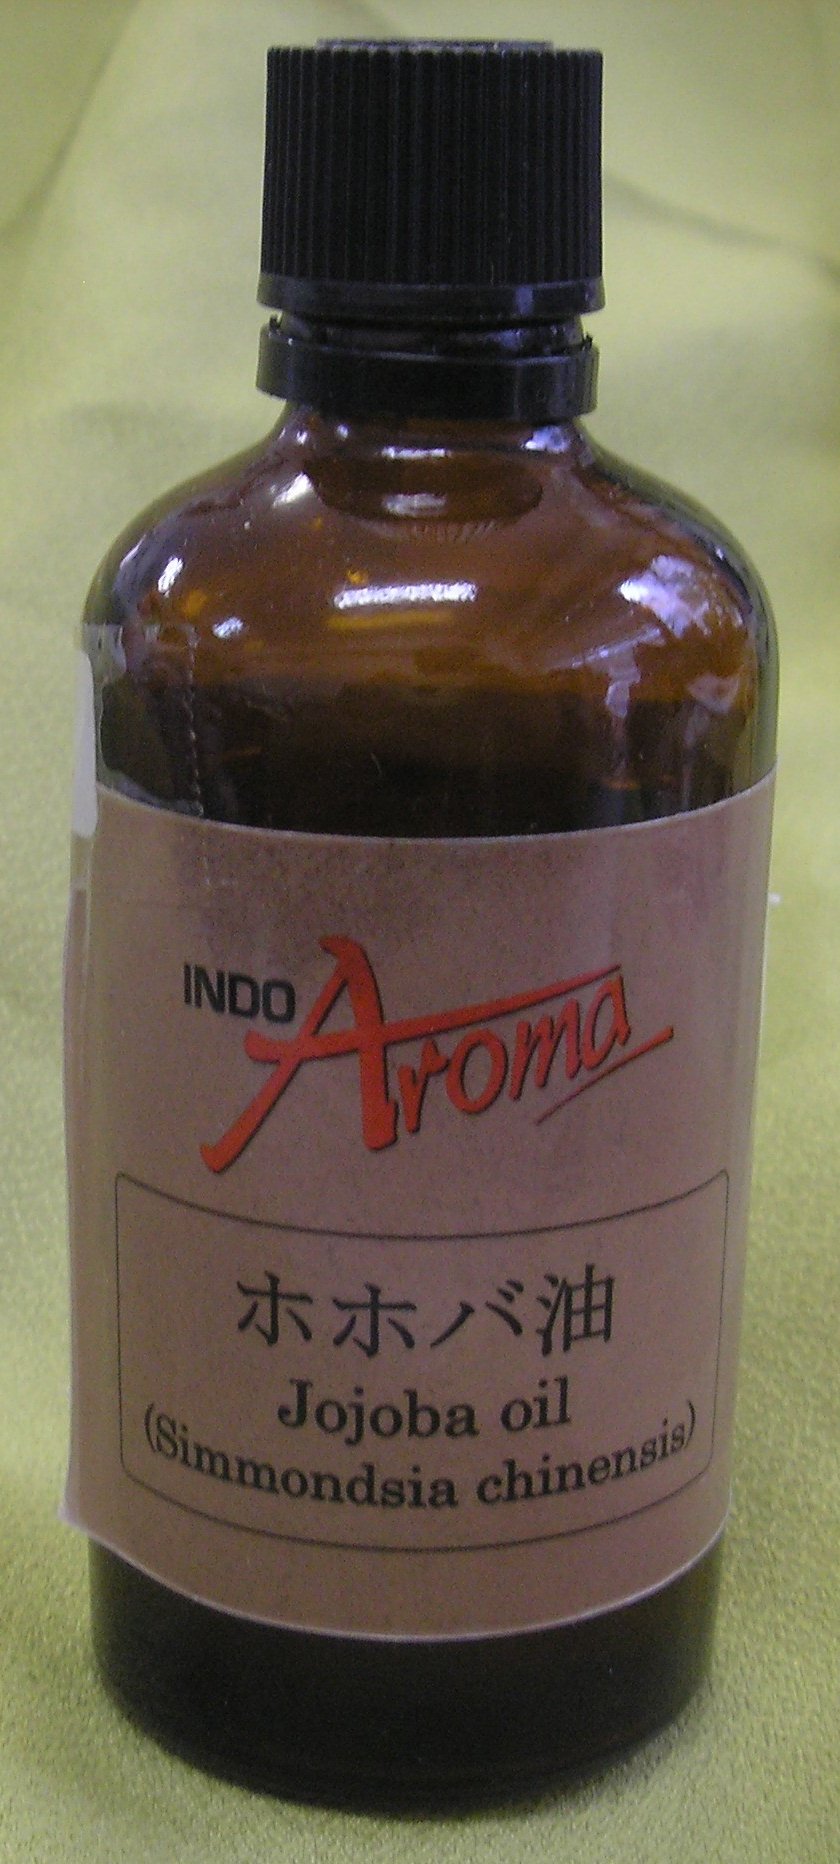 INDO Aroma
ホホバ油
Jojoba oil
(Simmondsia chinensis)